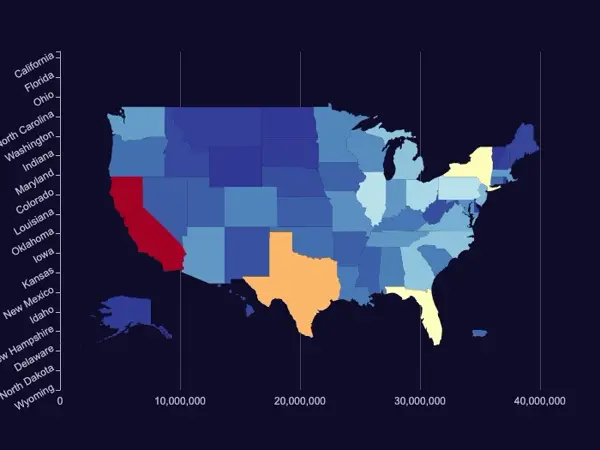 California
Florida
Ohio
North Carolina
Washington
Indiana
Maryland
Colorado
Louisiana
Oklahoma
Iowa
Kansas
New Mexico
Idaho
ew Hampshire
Delaware
North Dakota
Wyoming
0 10,000,000 20,000,000 30,000,000 40,000,000